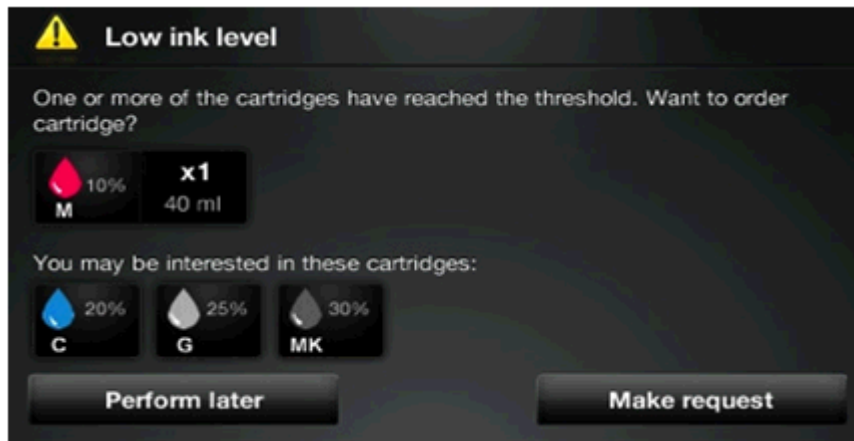 Low ink level
One or more of the cartridges have reached the threshold. Want to order
cartridge?
10% x1
M 40 ml
You may be interested in these cartridges:
20% 25% 30%
C G MK
Perform later Make request